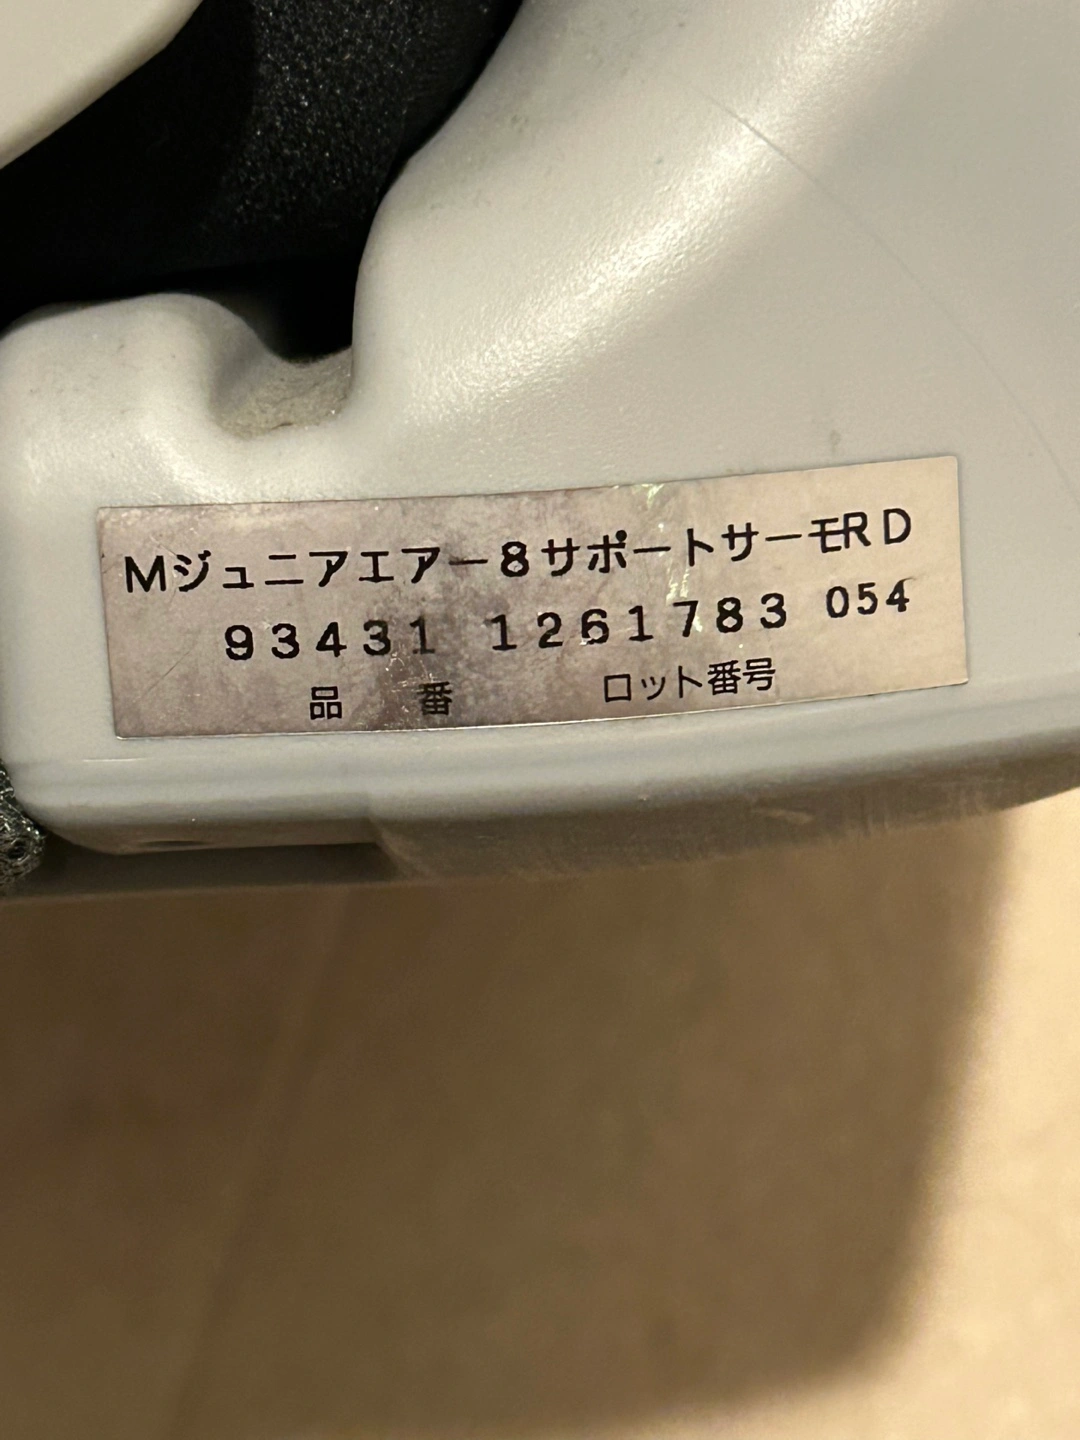 Mジュニアエアー8サポートサーモRD
93431 1261783 054
品 番 ロット番号